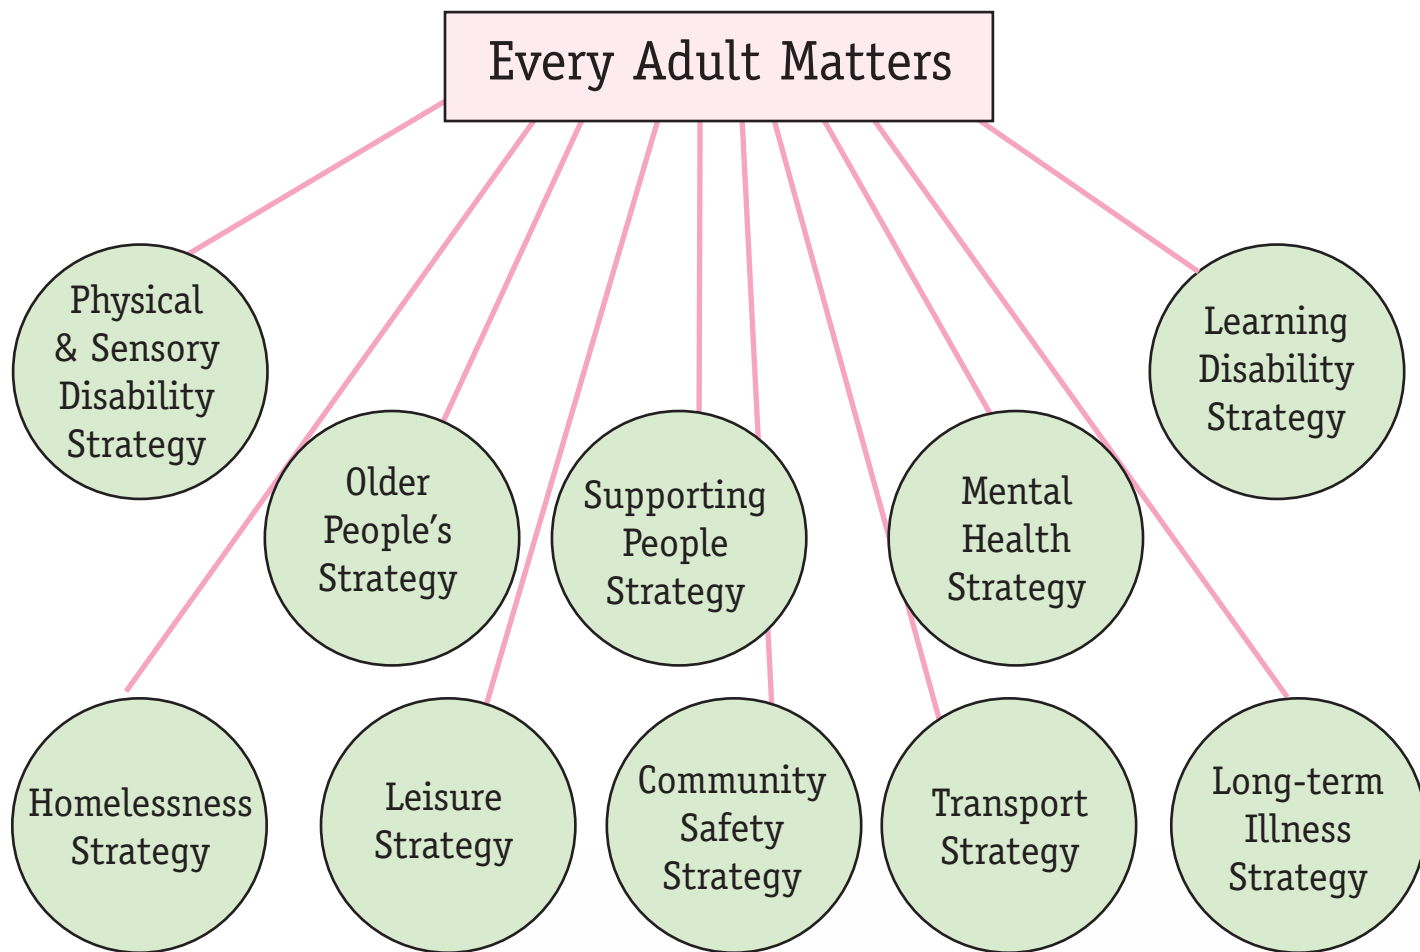 Every Adult Matters
Physical
& Sensory
Disability
Strategy
Learning
Disability
Strategy
Older
People’s
Strategy
Supporting
People
Strategy
Mental
Health
Strategy
Homelessness
Strategy
Leisure
Strategy
Community
Safety
Strategy
Transport
Strategy
Long-term
Illness
Strategy